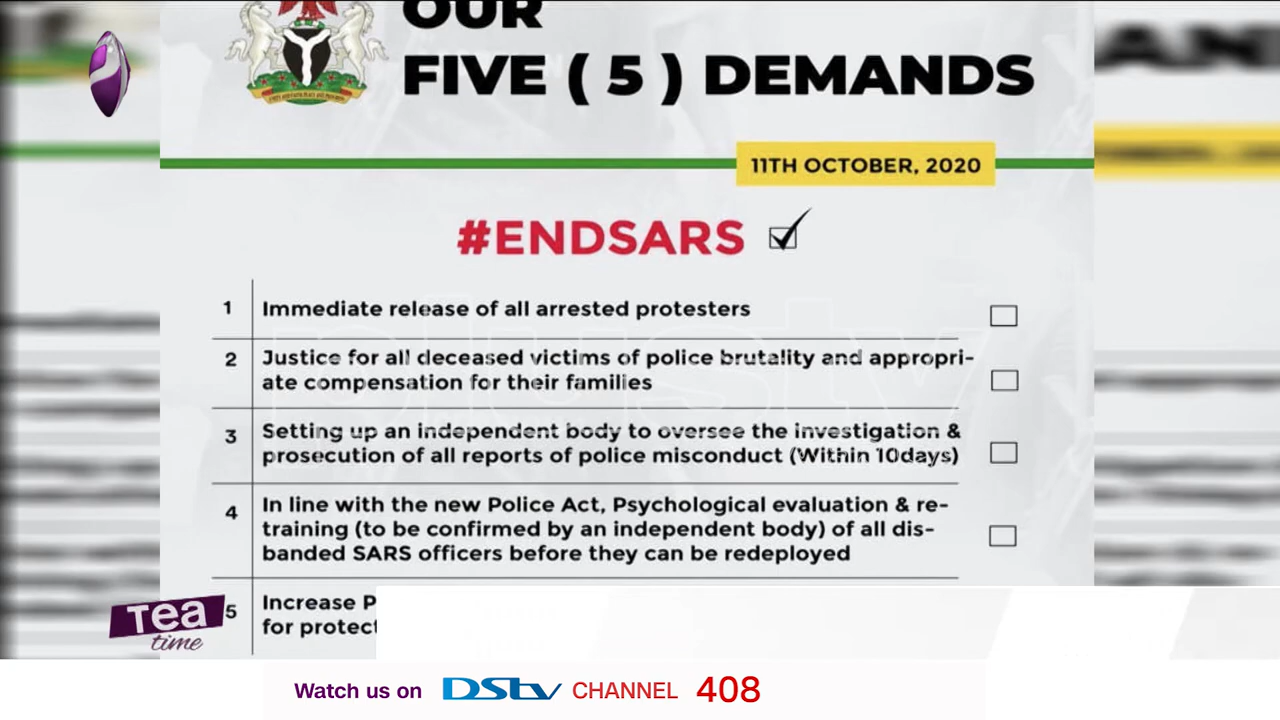 OUR
FIVE ( 5 ) DEMANDS
11TH OCTOBER, 2020
#ENDSARS
1 Immediate release of all arrested protesters
2 Justice for all deceased victims of police brutality and appropri-
ate compensation for their families
3 Setting up an independent body to oversee the investigation &
prosecution of all reports of police misconduct (Within 10days)
4 In line with the new Police Act, Psychological evaluation & re-
training (to be confirmed by an independent body) of all dis-
banded SARS officers before they can be redeployed
5 Increase P
for protect
plustv
Tea
time
Watch us on DStv CHANNEL 408